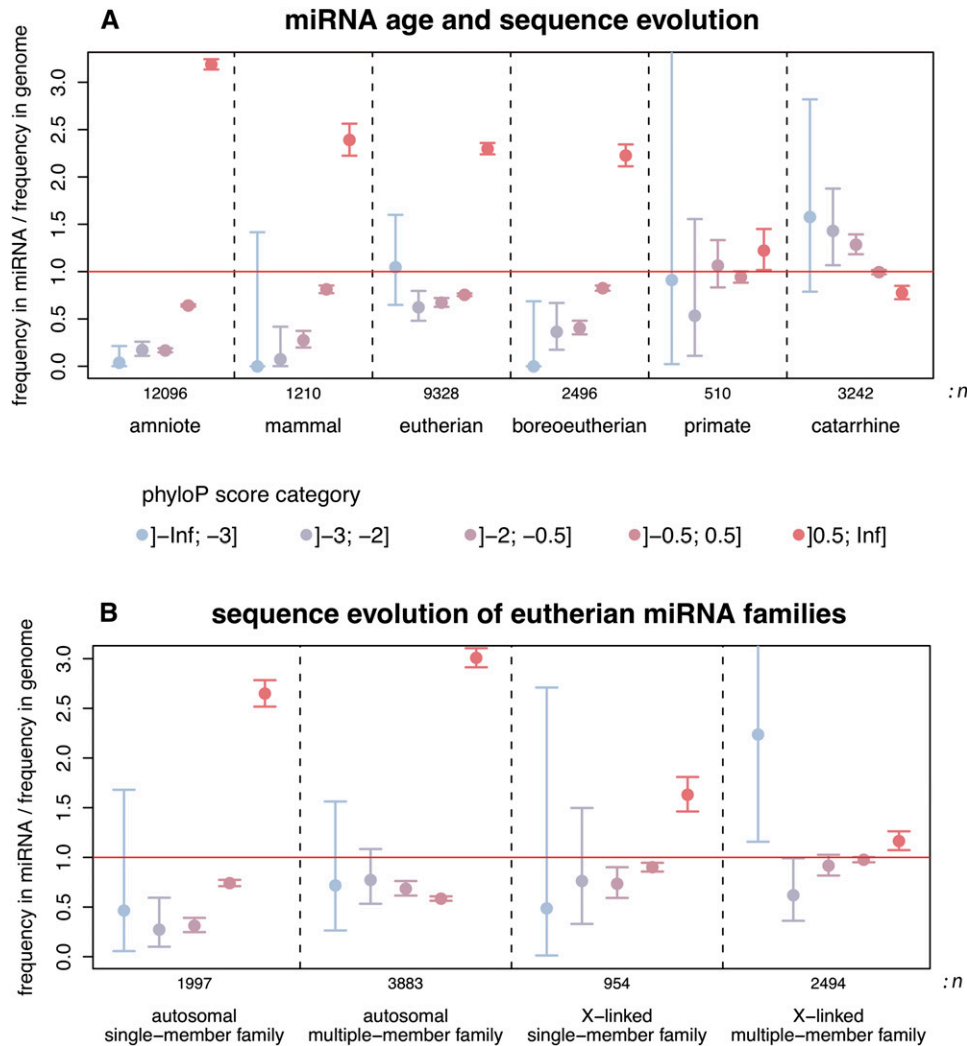 A miRNA age and sequence evolution
frequency in miRNA / frequency in genome
3.0
2.5
2.0
1.5
1.0
0.5
0.0
12096 1210 9328 2496 510 3242 : n
amniote mammal eutherian boreoeutherian primate catarrhine
phyloP score category
]−Inf; −3] ]−3; −2] ]−2; −0.5] ]−0.5; 0.5] ]0.5; Inf]
B sequence evolution of eutherian miRNA families
frequency in miRNA / frequency in genome
3.0
2.5
2.0
1.5
1.0
0.5
0.0
1997 3883 954 2494 : n
autosomal autosomal X−linked X−linked
single−member family multiple−member family single−member family multiple−member family